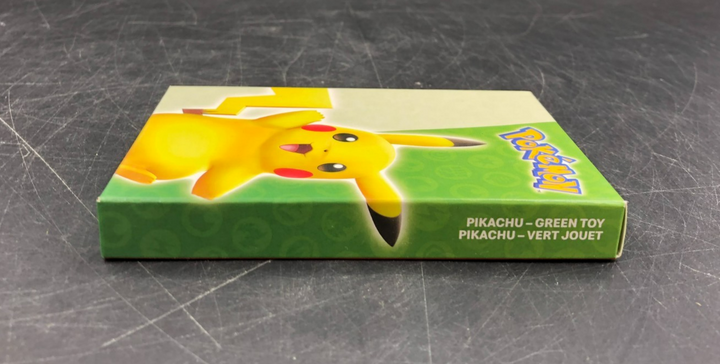 POKÉMON
PIKACHU – GREEN TOY
PIKACHU – VERT JOUET